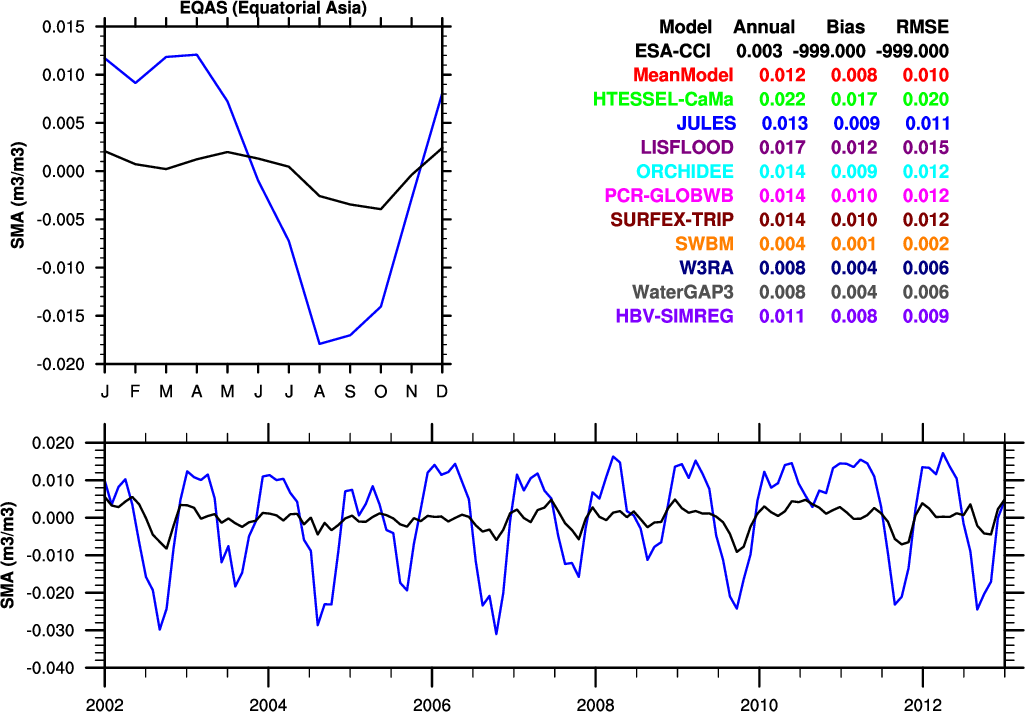 EQAS (Equatorial Asia)
SMA (m3/m3)
0.015
0.010
0.005
0.000
-0.005
-0.010
-0.015
-0.020
J F M A M J J A S O N D
Model Annual Bias RMSE
ESA-CCI 0.003 -999.000 -999.000
MeanModel 0.012 0.008 0.010
HTESSEL-CaMa 0.022 0.017 0.020
JULES 0.013 0.009 0.011
LISFLOOD 0.017 0.012 0.015
ORCHIDEE 0.014 0.009 0.012
PCR-GLOBWB 0.014 0.010 0.012
SURFEX-TRIP 0.014 0.010 0.012
SWBM 0.004 0.001 0.002
W3RA 0.008 0.004 0.006
WaterGAP3 0.008 0.004 0.006
HBV-SIMREG 0.011 0.008 0.009
SMA (m3/m3)
0.020
0.010
0.000
-0.010
-0.020
-0.030
-0.040
2002 2004 2006 2008 2010 2012